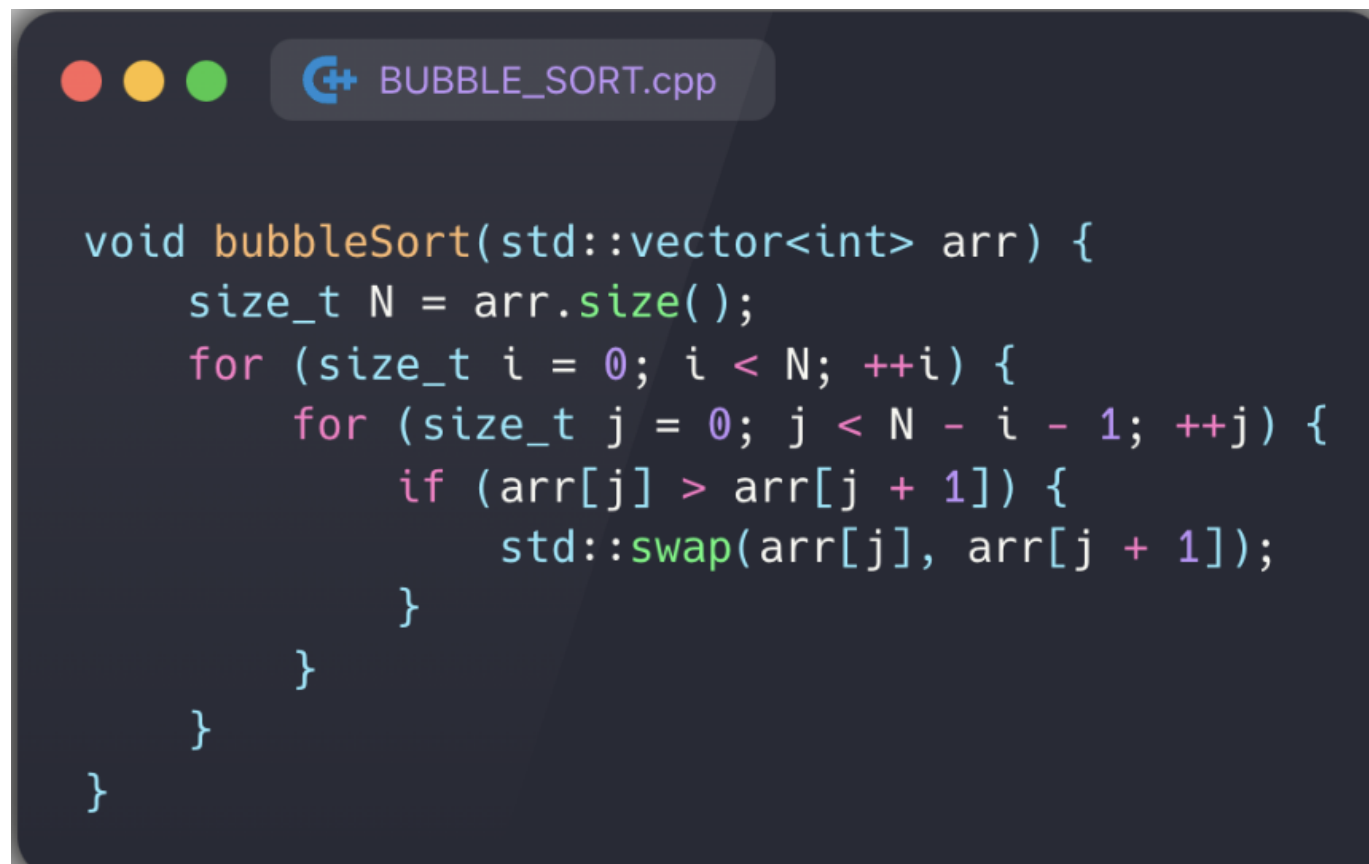 BUBBLE_SORT.cpp
void bubbleSort(std::vector<int> arr) {
    size_t N = arr.size();
    for (size_t i = 0; i < N; ++i) {
        for (size_t j = 0; j < N - i - 1; ++j) {
            if (arr[j] > arr[j + 1]) {
                std::swap(arr[j], arr[j + 1]);
            }
        }
    }
}